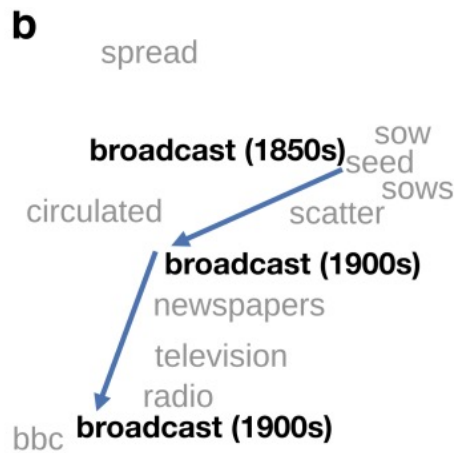 b
spread
broadcast (1850s)
sow
seed
sows
circulated
scatter
broadcast (1900s)
newspapers
television
radio
bbc
broadcast (1900s)